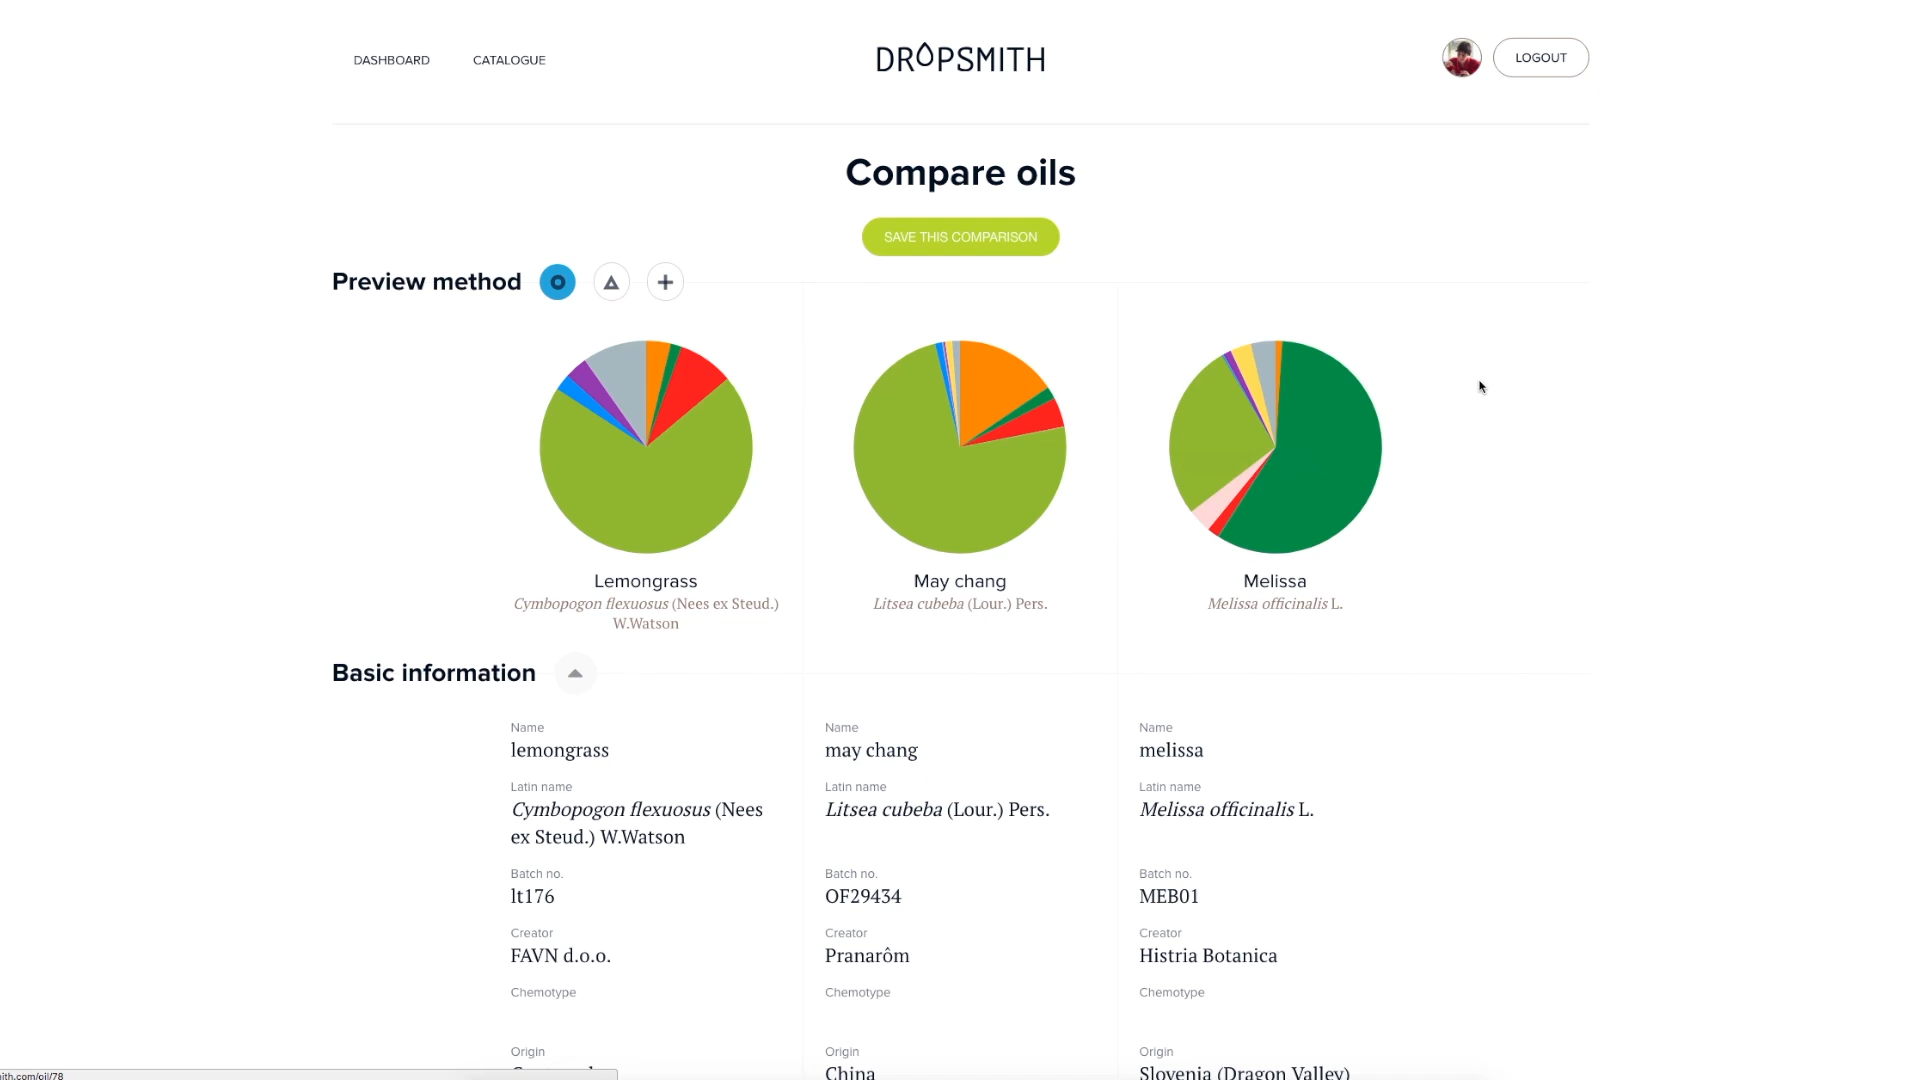 DASHBOARD
CATALOGUE
DROPSMITH
LOGOUT
Compare oils
SAVE THIS COMPARISON
Preview method
Lemongrass
Cymbopogon flexuosus (Nees ex Steud.)
W.Watson
May chang
Litsea cubeba (Lour.) Pers.
Melissa
Melissa officinalis L.
Basic information
Name
lemongrass
Latin name
Cymbopogon flexuosus (Nees
ex Steud.) W.Watson
Batch no.
lt176
Creator
FAVN d.o.o.
Chemotype
Origin
Name
may chang
Latin name
Litsea cubeba (Lour.) Pers.
Batch no.
OF29434
Creator
Pranarôm
Chemotype
Origin
China
Name
melissa
Latin name
Melissa officinalis L.
Batch no.
MEB01
Creator
Histria Botanica
Chemotype
Origin
Slovenia (Dragon Valley)
ith.com/oil/78